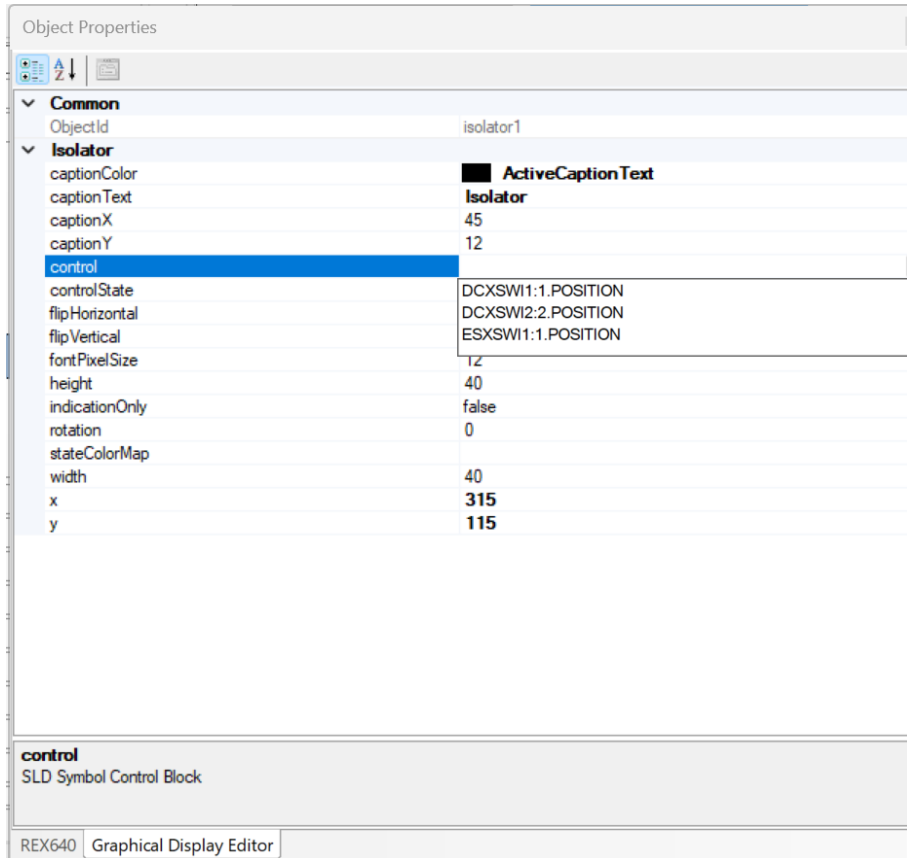 Object Properties
Common
ObjectId isolator1
Isolator
captionColor ActiveCaptionText
captionText Isolator
captionX 45
captionY 12
control
controlState DCXSWI1:1.POSITION
flipHorizontal DCXSWI2:2.POSITION
flipVertical ESXSWI1:1.POSITION
fontPixelSize 12
height 40
indicationOnly false
rotation 0
stateColorMap
width 40
x 315
y 115
control
SLD Symbol Control Block
REX640 Graphical Display Editor